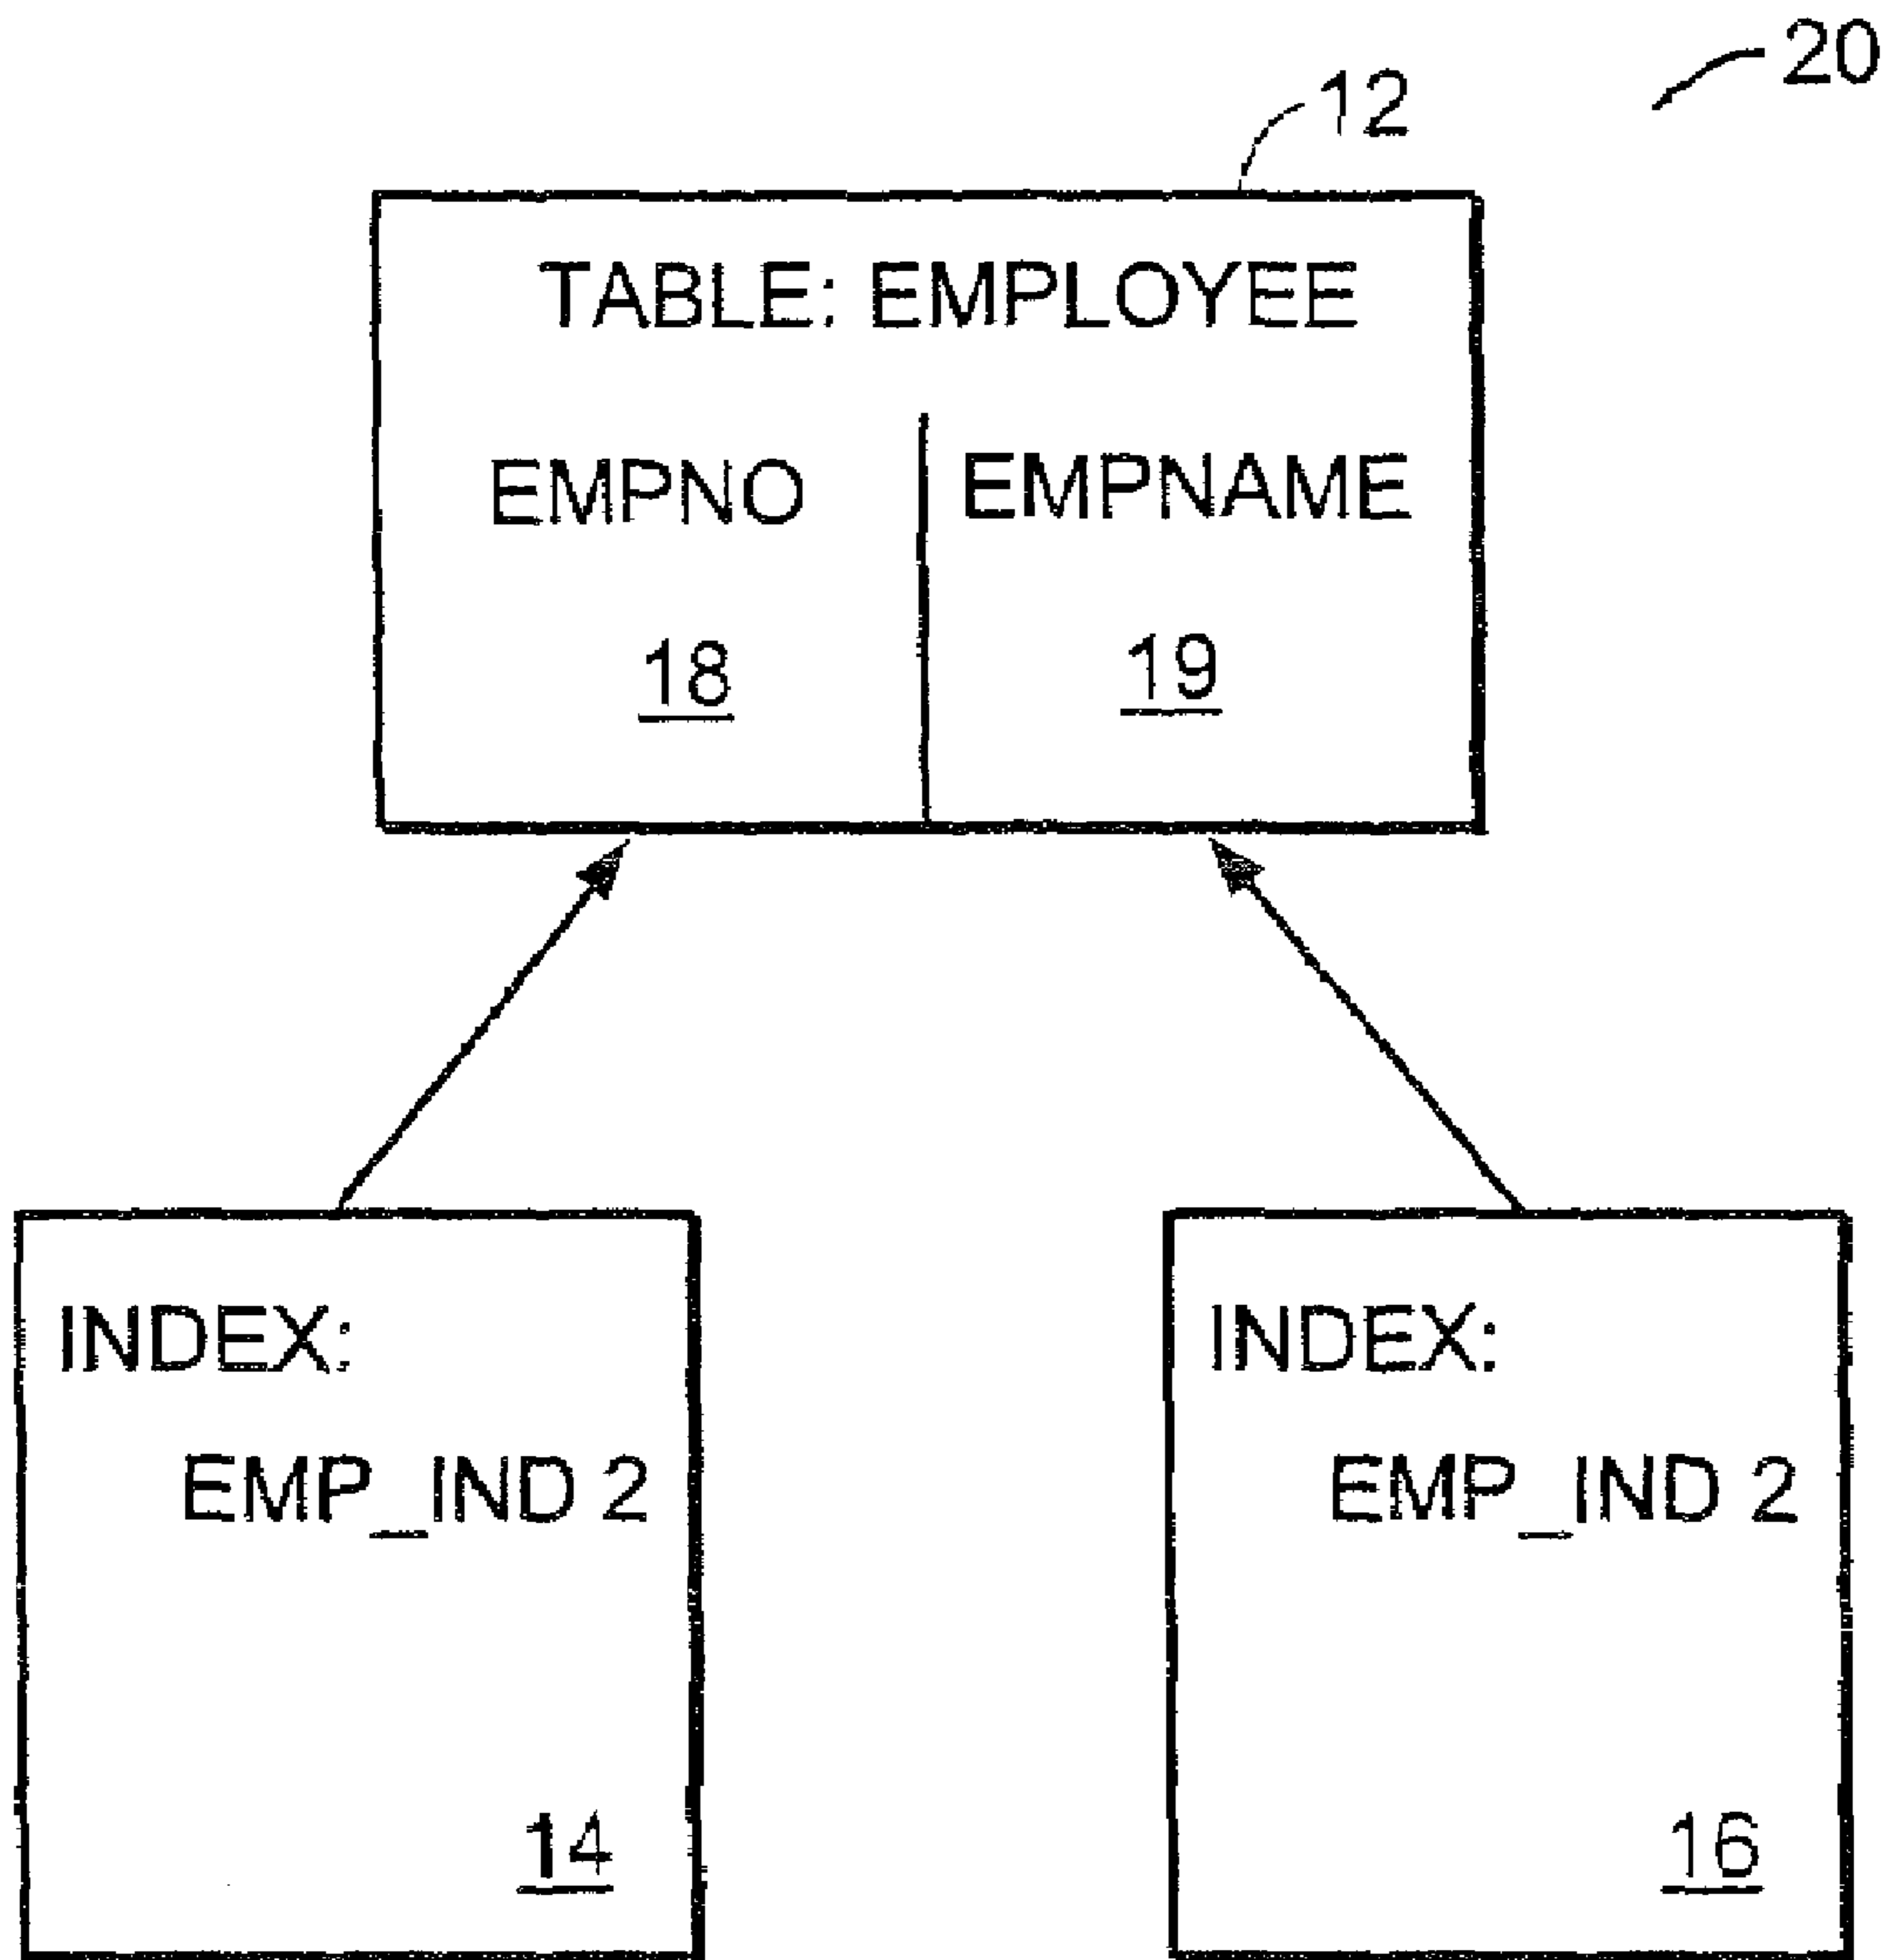 20
12
TABLE: EMPLOYEE
EMPNO
EMPNAME
18
19
INDEX:
EMP_IND 2
14
INDEX:
EMP_IND 2
16